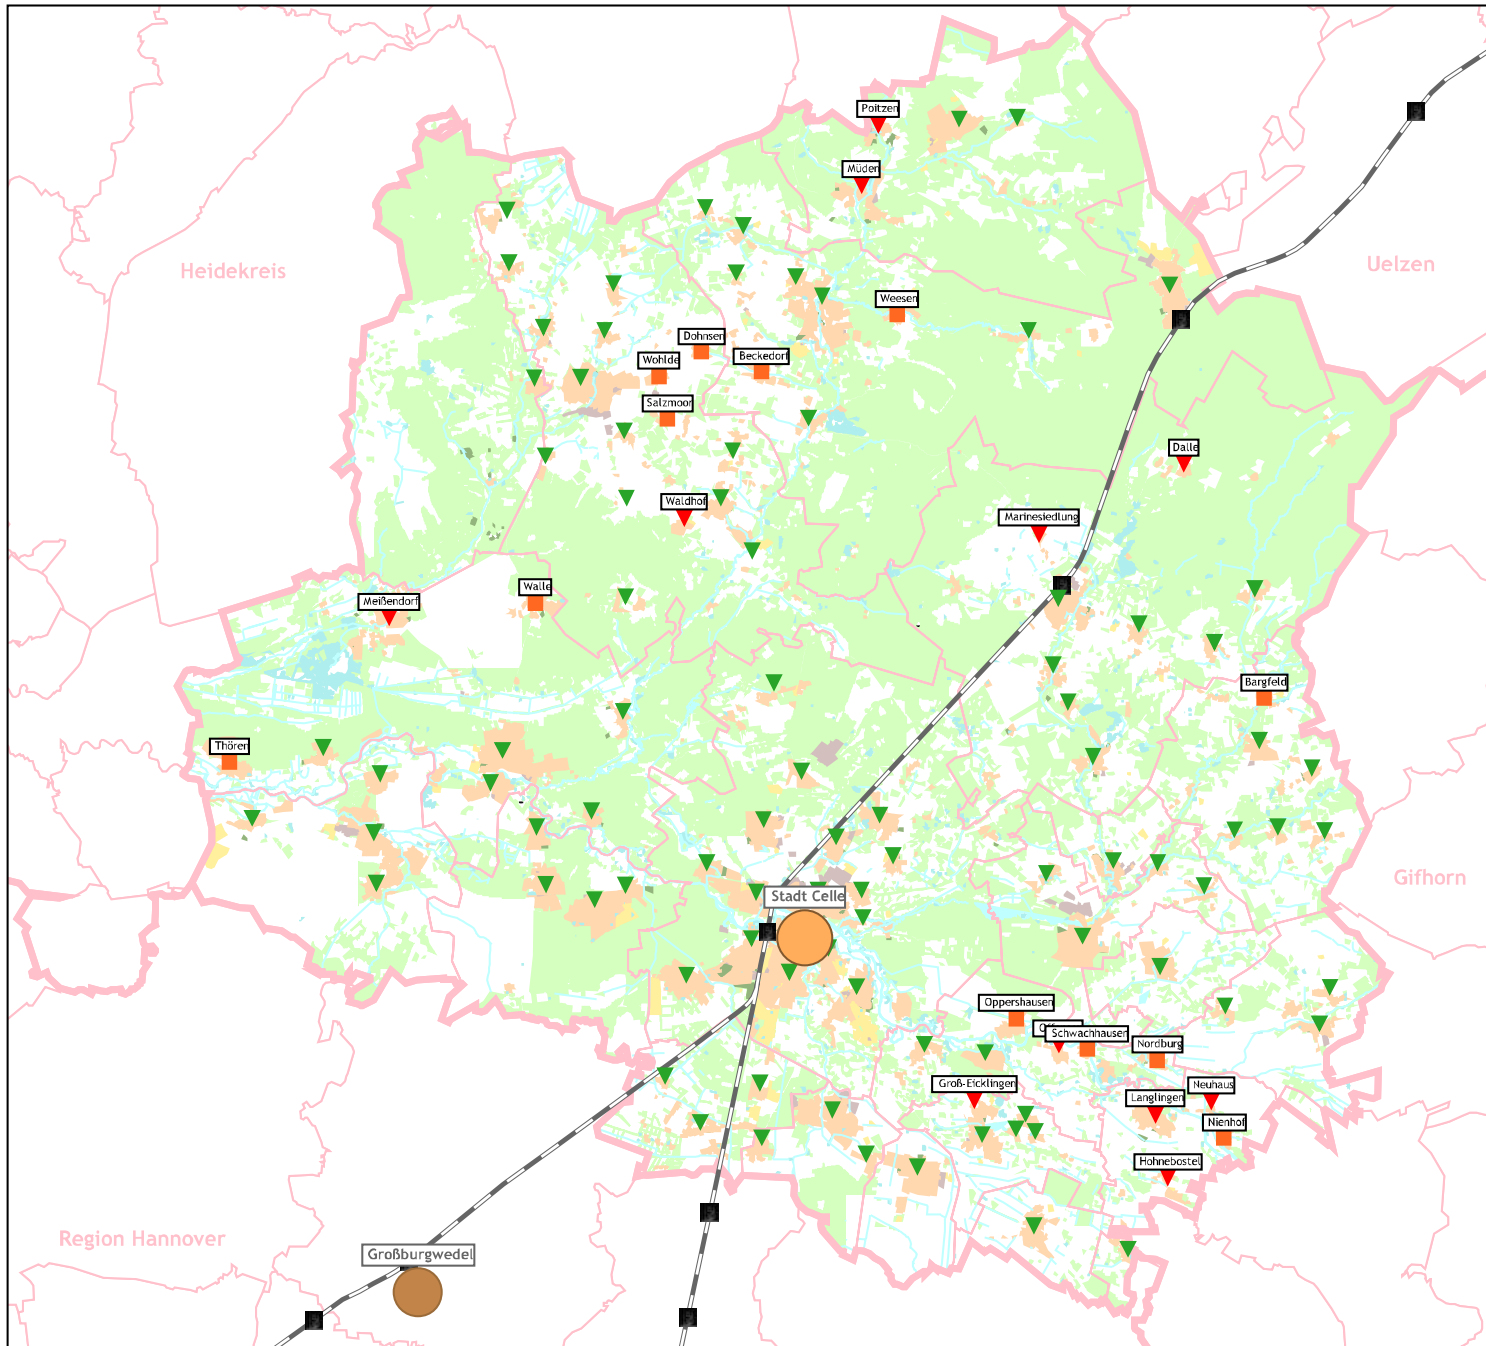 Poitzen
Müden
Heidekreis
Uelzen
Weesen
Dohnsen
Wohlde
Beckedorf
Salzmoor
Dalle
Waldhof
Marinesiedlung
Walle
Meißendorf
Bargfeld
Thören
Gifhorn
Stadt Celle
Oppershausen
Schwachhausen
Nordburg
Groß-Eicklingen
Neuhaus
Langlingen
Nienhof
Hohnebostel
Region Hannover
Großburgwedel